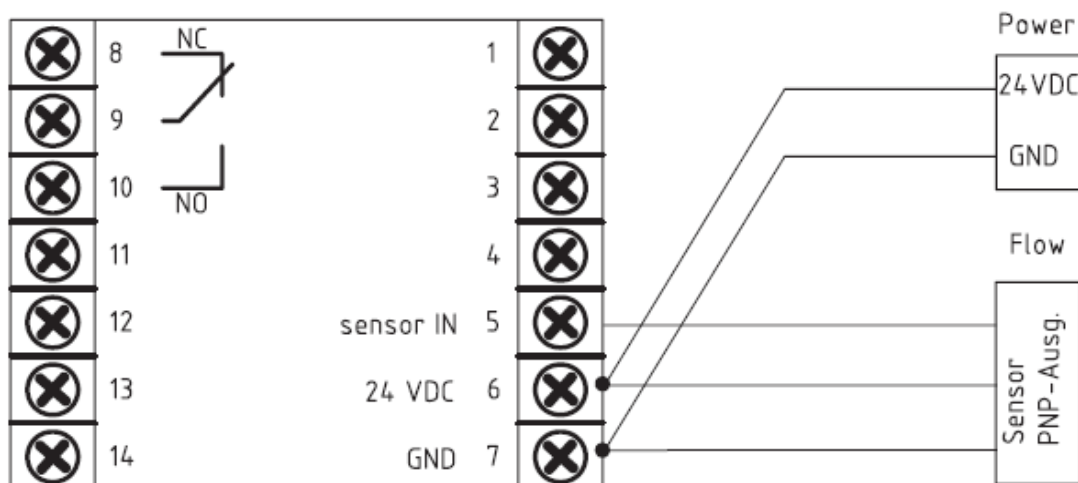 Power
8 NC 1
24VDC
9 2
GND
10 NO 3
11 4
Flow
12 sensor IN 5
13 24 VDC 6
14 GND 7
Sensor
PNP-Ausg.